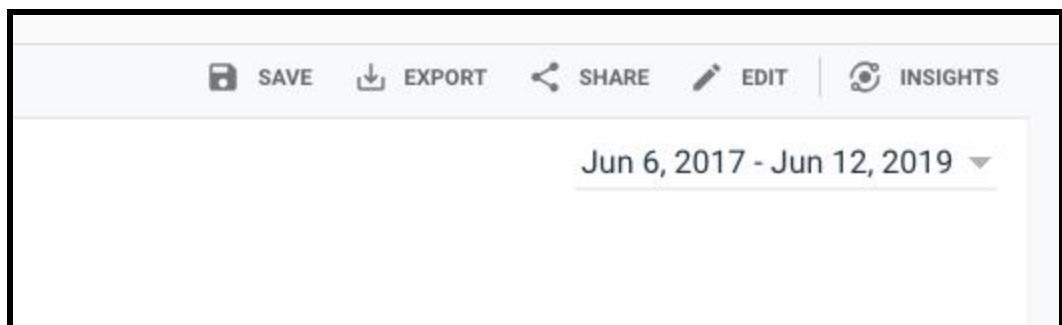 SAVE EXPORT SHARE EDIT INSIGHTS
Jun 6, 2017 - Jun 12, 2019